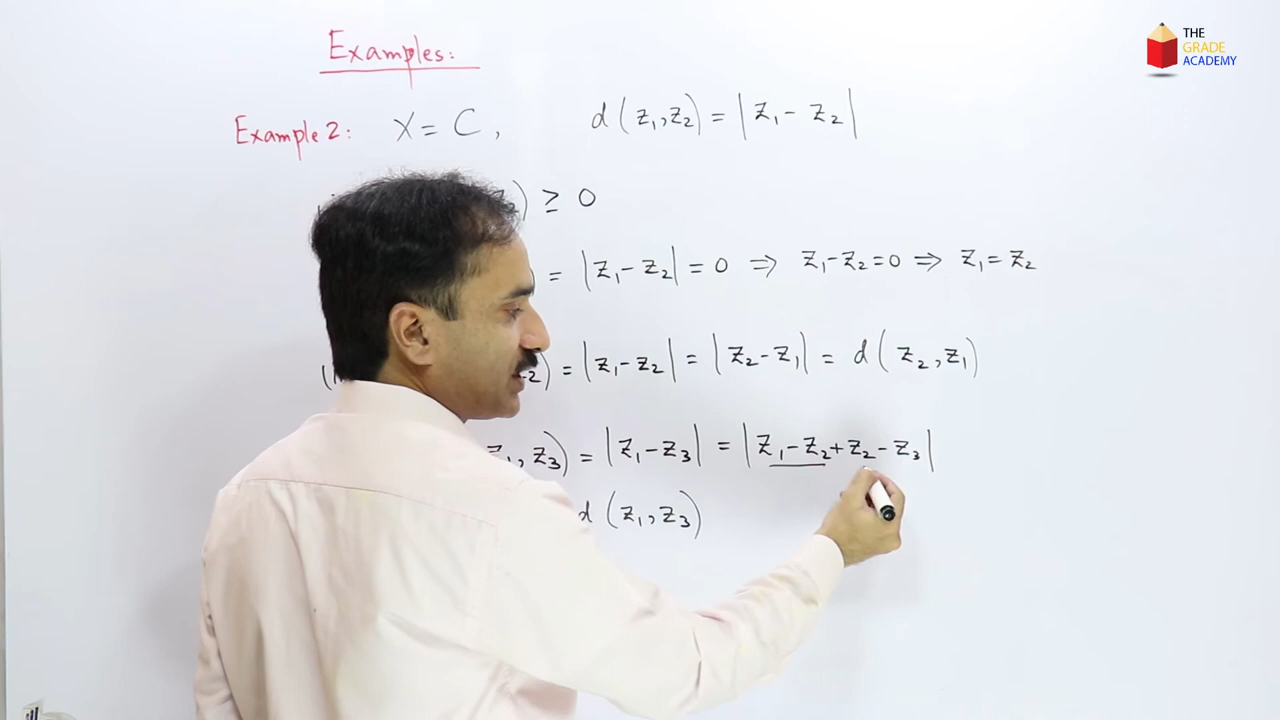 THE
GRADE
ACADEMY
Examples:
Example 2: X = C, d(z₁, z₂) = |z₁ - z₂|
) ≥ 0
) = |z₁ - z₂| = 0 ⇒ z₁ - z₂ = 0 ⇒ z₁ = z₂
) = |z₁ - z₂| = |z₂ - z₁| = d(z₂, z₁)
z₁, z₃) = |z₁ - z₃| = |z₁ - z₂ + z₂ - z₃|
d(z₁, z₃)